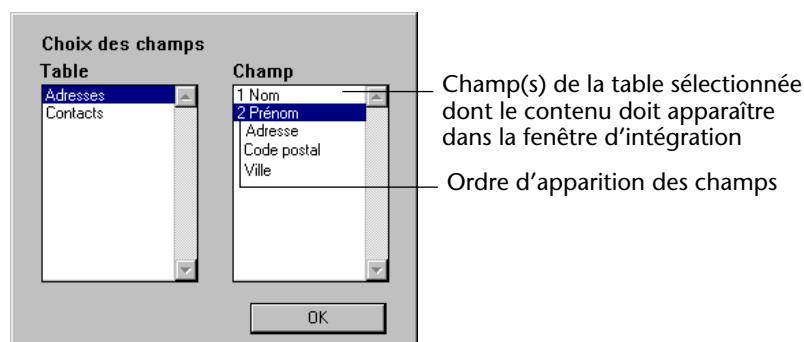 Choix des champs
Table
Adresses
Contacts
Champ
1 Nom
2 Prénom
Adresse
Code postal
Ville
OK
Champ(s) de la table sélectionnée
dont le contenu doit apparaître
dans la fenêtre d’intégration
Ordre d’apparition des champs